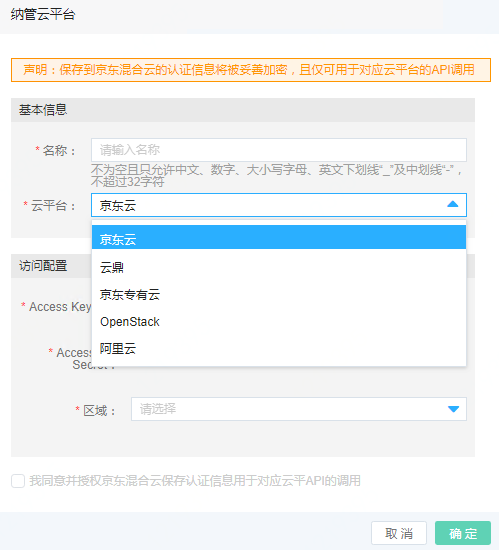 纳管云平台
声明：保存到京东混合云的认证信息将被妥善加密，且仅可用于对应云平台的API调用
基本信息
* 名称： 请输入名称
不为空且只允许中文、数字、大小写字母、英文下划线“_”及中划线“-”，
不超过32字符
* 云平台： 京东云
京东云
云鼎
京东专有云
OpenStack
阿里云
访问配置
* Access Key
* Access
Secret：
* 区域： 请选择
我同意并授权京东混合云保存认证信息用于对应云平API的调用
取 消 确 定